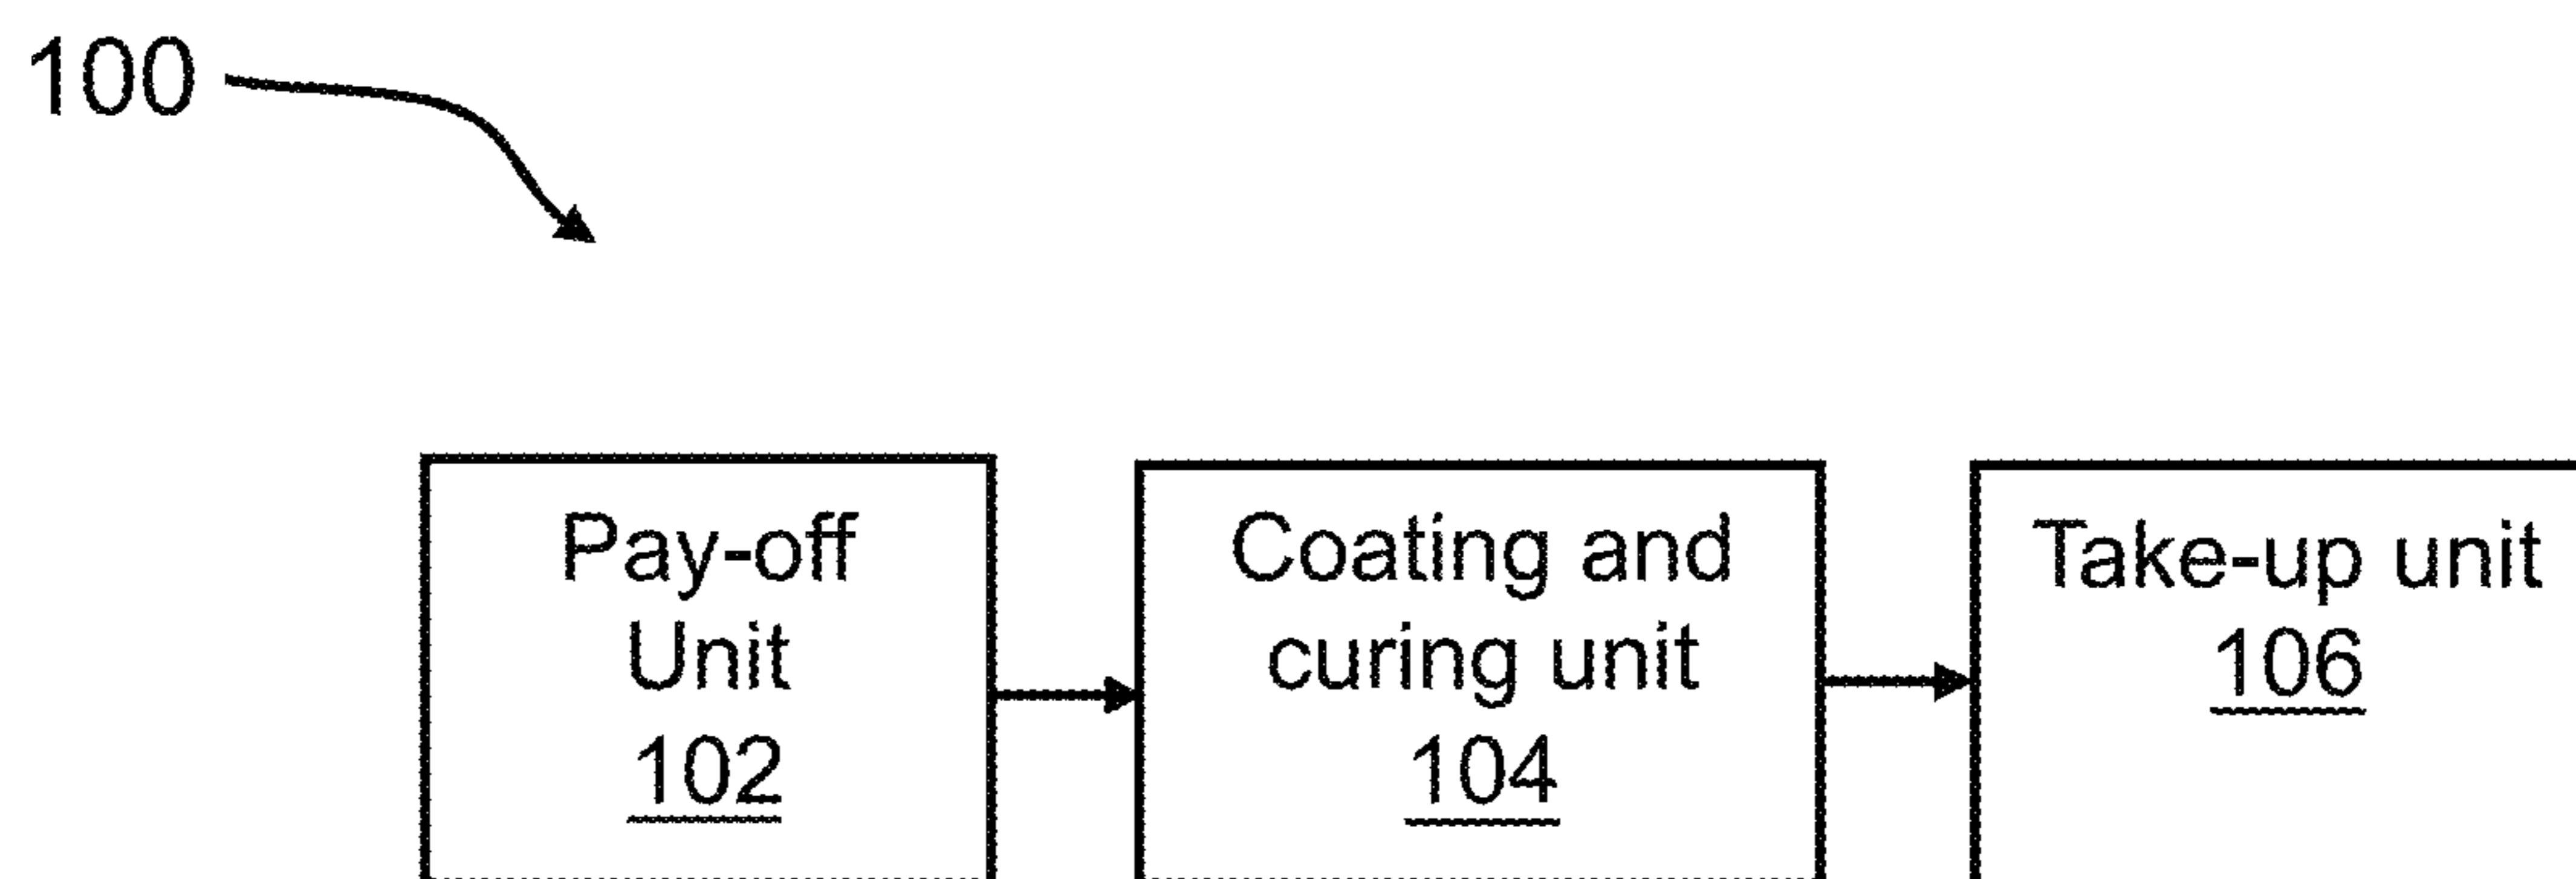 100
Pay-off
Unit
102
Coating and
curing unit
104
Take-up unit
106